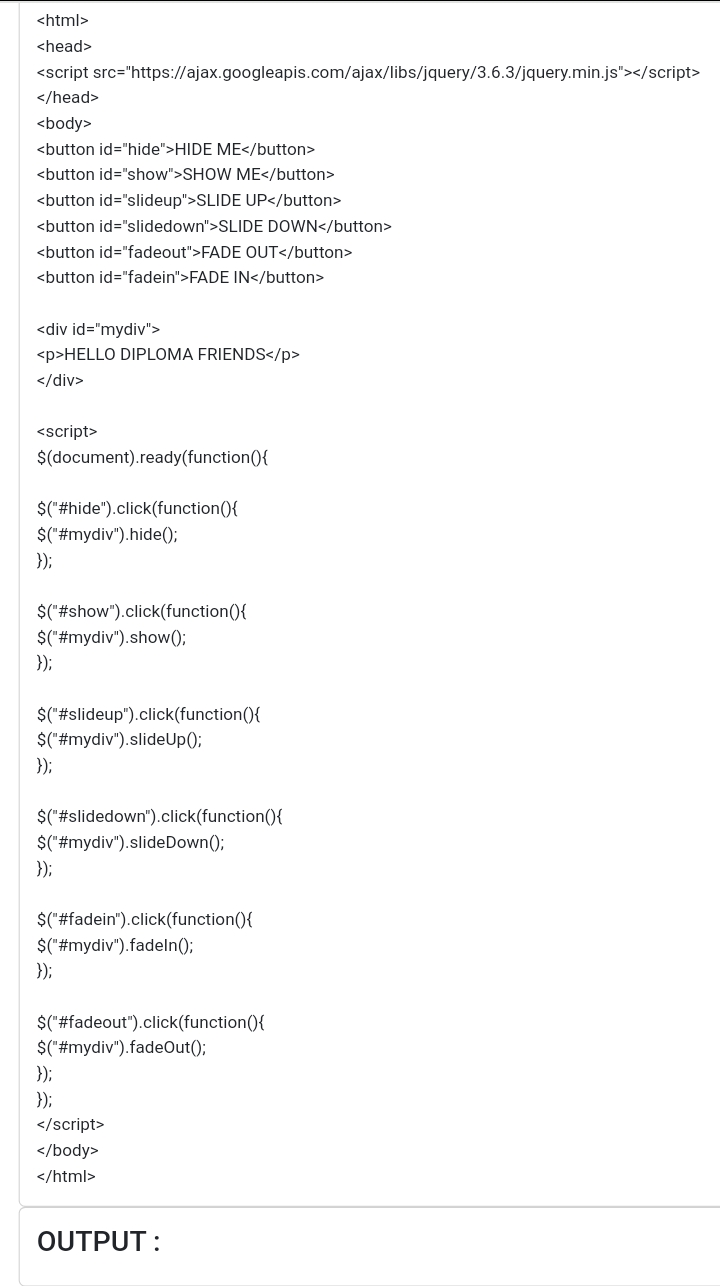 <html>
<head>
<script src="https://ajax.googleapis.com/ajax/libs/jquery/3.6.3/jquery.min.js"></script>
</head>
<body>
<button id="hide">HIDE ME</button>
<button id="show">SHOW ME</button>
<button id="slideup">SLIDE UP</button>
<button id="slidedown">SLIDE DOWN</button>
<button id="fadeout">FADE OUT</button>
<button id="fadein">FADE IN</button>

<div id="mydiv">
<p>HELLO DIPLOMA FRIENDS</p>
</div>

<script>
$(document).ready(function(){

$("#hide").click(function(){
$("#mydiv").hide();
});

$("#show").click(function(){
$("#mydiv").show();
});

$("#slideup").click(function(){
$("#mydiv").slideUp();
});

$("#slidedown").click(function(){
$("#mydiv").slideDown();
});

$("#fadein").click(function(){
$("#mydiv").fadeIn();
});

$("#fadeout").click(function(){
$("#mydiv").fadeOut();
});
});
</script>
</body>
</html>
OUTPUT :